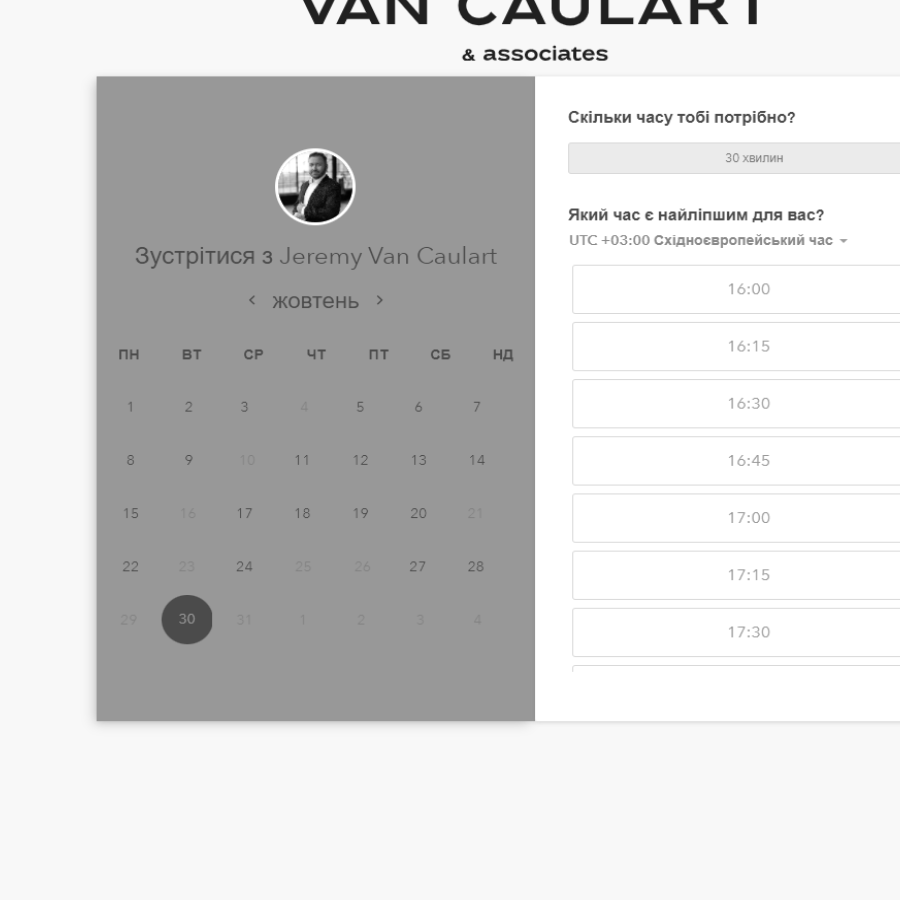 VAN CAULART
& associates
Зустрітися з Jeremy Van Caulart
жовтень
ПН ВТ СР ЧТ ПТ СБ НД
1 2 3 4 5 6 7
8 9 10 11 12 13 14
15 16 17 18 19 20 21
22 23 24 25 26 27 28
29 30 31 1 2 3 4
Скільки часу тобі потрібно?
30 хвилин
Який час є найліпшим для вас?
UTC +03:00 Східноєвропейський час
16:00
16:15
16:30
16:45
17:00
17:15
17:30